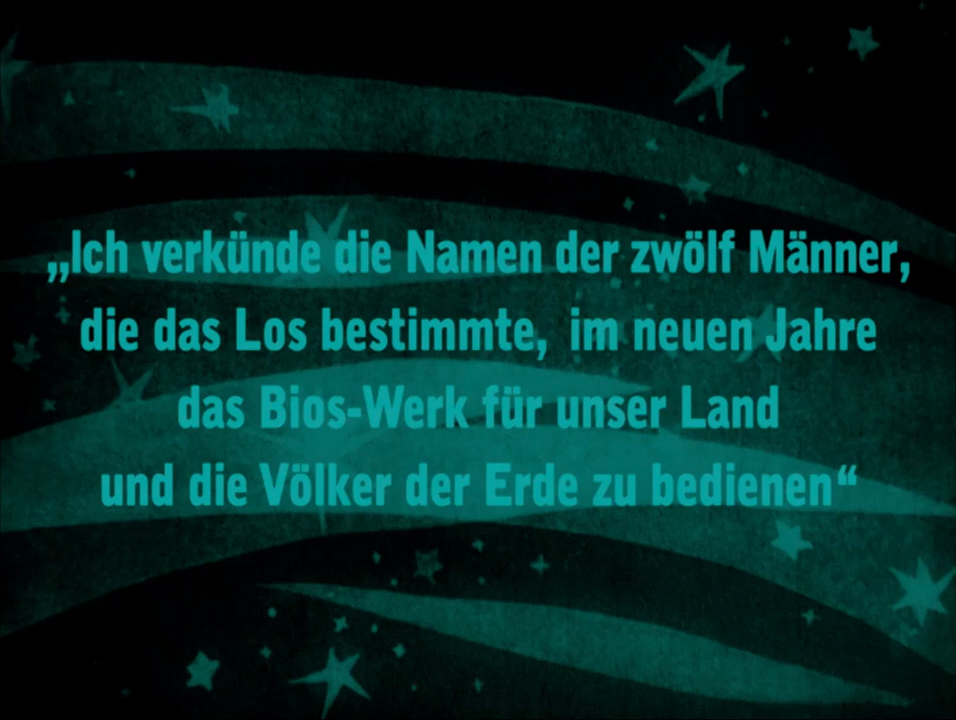 „Ich verkünde die Namen der zwölf Männer,
die das Los bestimmte, im neuen Jahre
das Bios-Werk für unser Land
und die Völker der Erde zu bedienen“